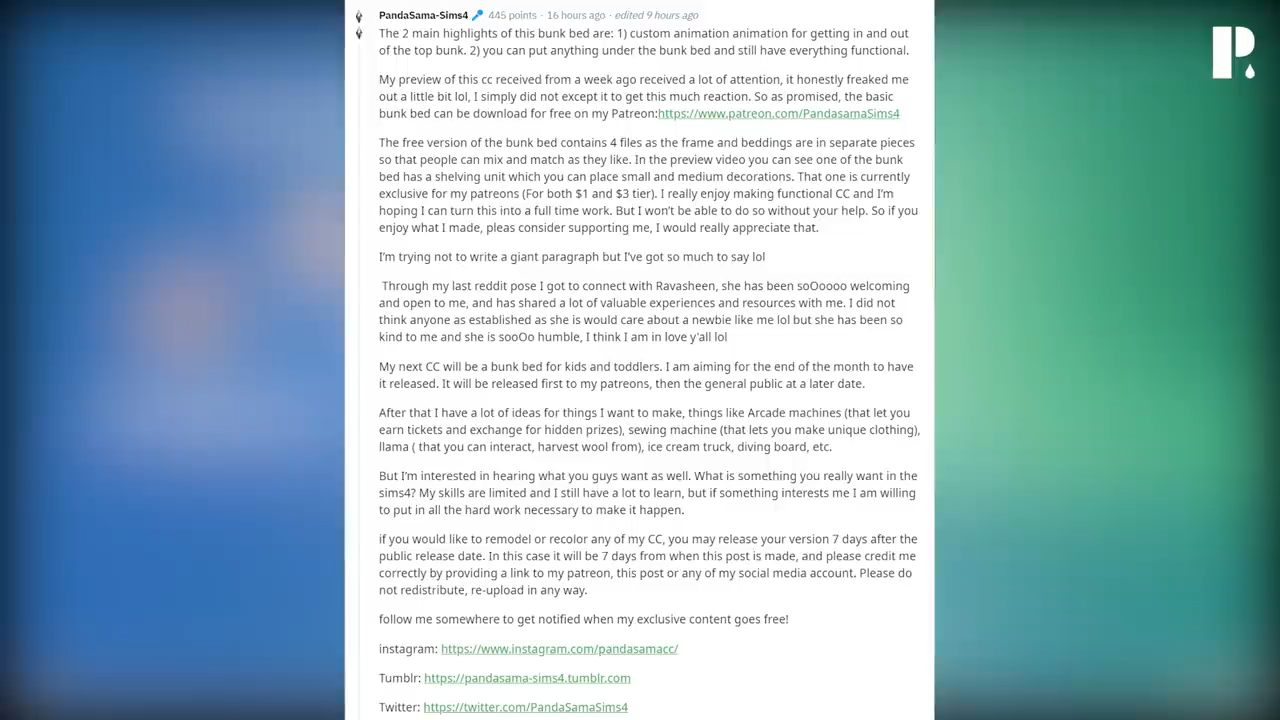 PandaSama-Sims4 445 points · 16 hours ago · edited 9 hours ago
The 2 main highlights of this bunk bed are: 1) custom animation animation for getting in and out
of the top bunk. 2) you can put anything under the bunk bed and still have everything functional.
My preview of this cc received from a week ago received a lot of attention, it honestly freaked me
out a little bit lol, I simply did not except it to get this much reaction. So as promised, the basic
bunk bed can be download for free on my Patreon:https://www.patreon.com/PandasamaSims4
The free version of the bunk bed contains 4 files as the frame and beddings are in separate pieces
so that people can mix and match as they like. In the preview video you can see one of the bunk
bed has a shelving unit which you can place small and medium decorations. That one is currently
exclusive for my patreons (For both $1 and $3 tier). I really enjoy making functional CC and I'm
hoping I can turn this into a full time work. But I won't be able to do so without your help. So if you
enjoy what I made, pleas consider supporting me, I would really appreciate that.
I'm trying not to write a giant paragraph but I've got so much to say lol
Through my last reddit pose I got to connect with Ravasheen, she has been soOoooo welcoming
and open to me, and has shared a lot of valuable experiences and resources with me. I did not
think anyone as established as she is would care about a newbie like me lol but she has been so
kind to me and she is sooOo humble, I think I am in love y'all lol
My next CC will be a bunk bed for kids and toddlers. I am aiming for the end of the month to have
it released. It will be released first to my patreons, then the general public at a later date.
After that I have a lot of ideas for things I want to make, things like Arcade machines (that let you
earn tickets and exchange for hidden prizes), sewing machine (that lets you make unique clothing),
llama ( that you can interact, harvest wool from), ice cream truck, diving board, etc.
But I'm interested in hearing what you guys want as well. What is something you really want in the
sims4? My skills are limited and I still have a lot to learn, but if something interests me I am willing
to put in all the hard work necessary to make it happen.
if you would like to remodel or recolor any of my CC, you may release your version 7 days after the
public release date. In this case it will be 7 days from when this post is made, and please credit me
correctly by providing a link to my patreon, this post or any of my social media account. Please do
not redistribute, re-upload in any way.
follow me somewhere to get notified when my exclusive content goes free!
instagram: https://www.instagram.com/pandasamacc/
Tumblr: https://pandasama-sims4.tumblr.com
Twitter: https://twitter.com/PandaSamaSims4